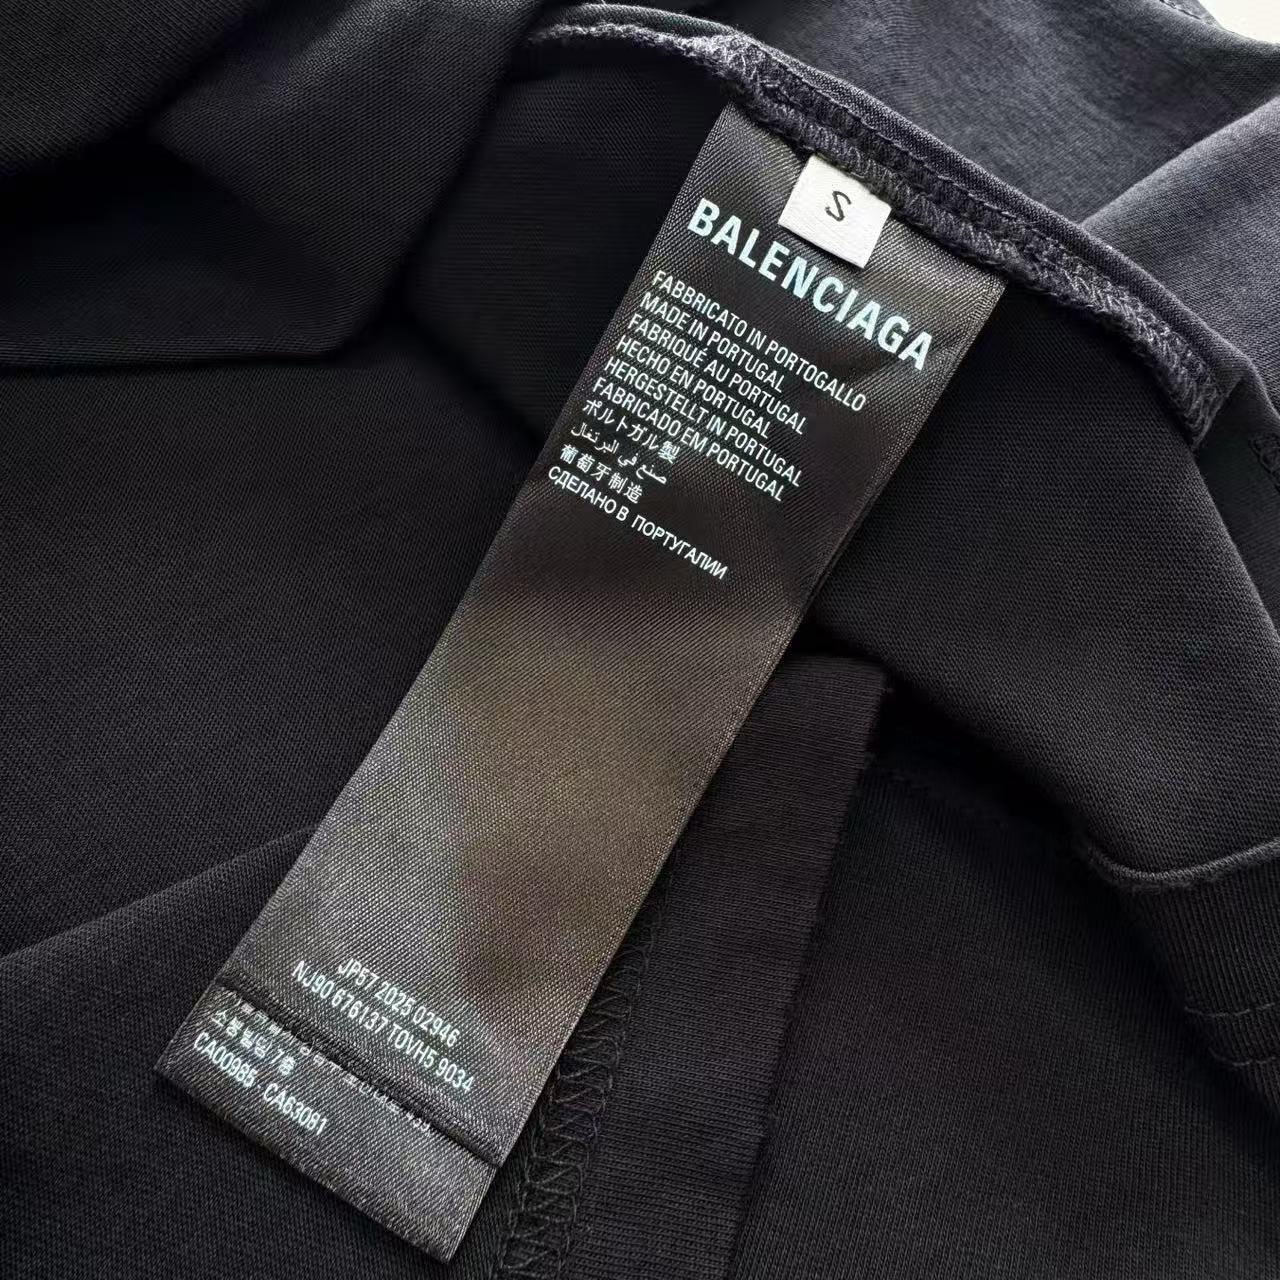 S
BALENCIAGA
FABBRICATO IN PORTOGALLO
MADE IN PORTUGAL
FABRIQUÉ AU PORTUGAL
HECHO EN PORTUGAL
HERGESTELLT IN PORTUGAL
FABRICADO EM PORTUGAL
ポルトガル製
صنع في البرتغال
葡萄牙制造
СДЕЛАНО В ПОРТУГАЛИИ
JP57 2025 02946
NJ90 676137 TOVH5 9034
7층
CA00985 CA63081